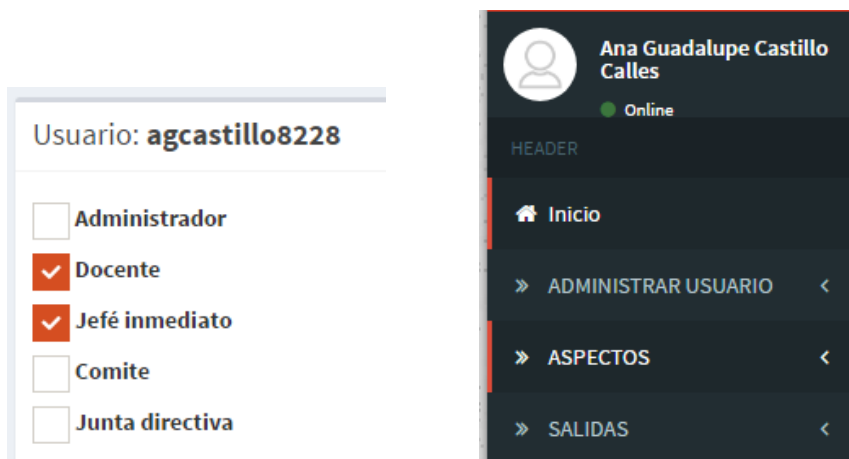 Usuario: agcastillo8228
Administrador
Docente
Jefé inmediato
Comite
Junta directiva
Ana Guadalupe Castillo
Calles
Online
HEADER
Inicio
ADMINISTRAR USUARIO
ASPECTOS
SALIDAS